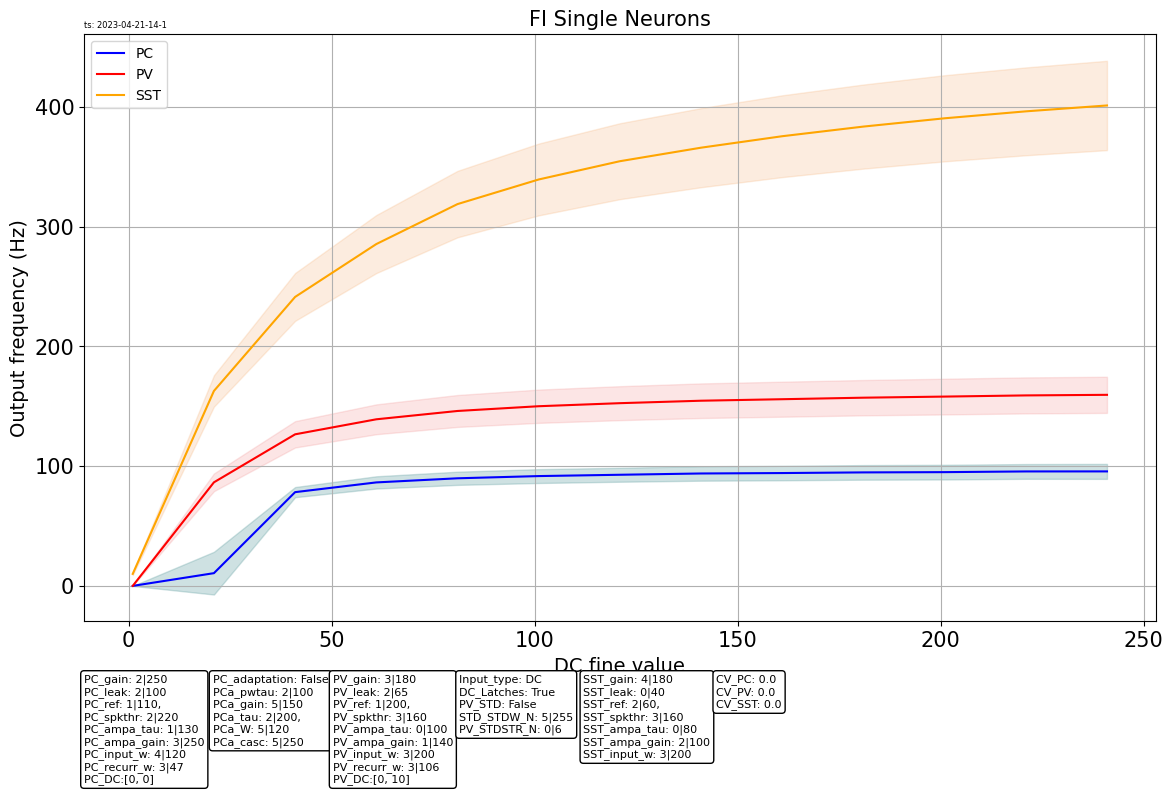 FI Single Neurons
ts: 2023-04-21-14-1
PC
PV
SST
Output frequency (Hz)
400
300
200
100
0
0 50 100 150 200 250
DC fine value
PC_gain: 2|250
PC_leak: 2|100
PC_ref: 1|110,
PC_spkthr: 2|220
PC_ampa_tau: 1|130
PC_ampa_gain: 3|250
PC_input_w: 4|120
PC_recurr_w: 3|47
PC_DC:[0, 0]
PC_adaptation: False
PCa_pwtau: 2|100
PCa_gain: 5|150
PCa_tau: 2|200,
PCa_W: 5|120
PCa_casc: 5|250
PV_gain: 3|180
PV_leak: 2|65
PV_ref: 1|200,
PV_spkthr: 3|160
PV_ampa_tau: 0|100
PV_ampa_gain: 1|140
PV_input_w: 3|200
PV_recurr_w: 3|106
PV_DC:[0, 10]
Input_type: DC
DC_Latches: True
PV_STD: False
STD_STDW_N: 5|255
PV_STDSTR_N: 0|6
SST_gain: 4|180
SST_leak: 0|40
SST_ref: 2|60,
SST_spkthr: 3|160
SST_ampa_tau: 0|80
SST_ampa_gain: 2|100
SST_input_w: 3|200
CV_PC: 0.0
CV_PV: 0.0
CV_SST: 0.0